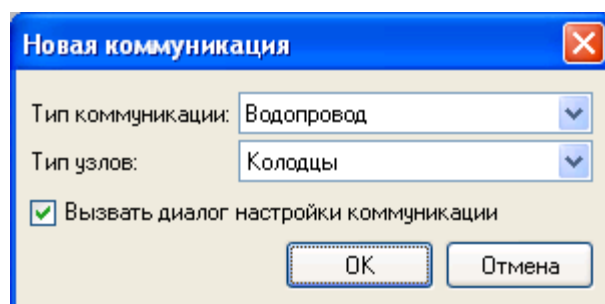 Новая коммуникация
Тип коммуникации: Водопровод
Тип узлов: Колодцы
Вызвать диалог настройки коммуникации
OK Отмена